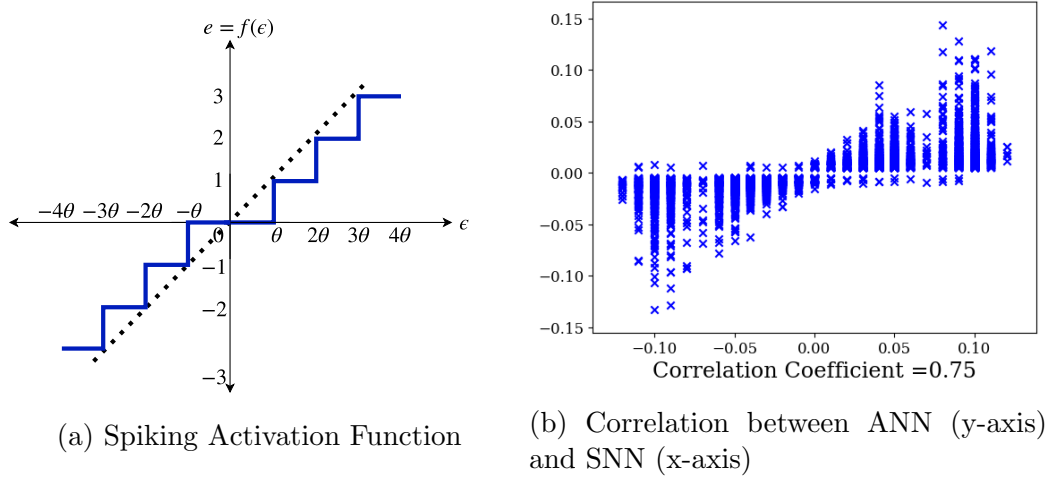 e = f(ϵ)
3
2
1
−4θ −3θ −2θ −θ
0
θ 2θ 3θ 4θ
ϵ
−1
−2
−3
(a) Spiking Activation Function
0.15
0.10
0.05
0.00
−0.05
−0.10
−0.15
−0.10 −0.05 0.00 0.05 0.10
Correlation Coefficient =0.75
(b) Correlation between ANN (y-axis)
and SNN (x-axis)